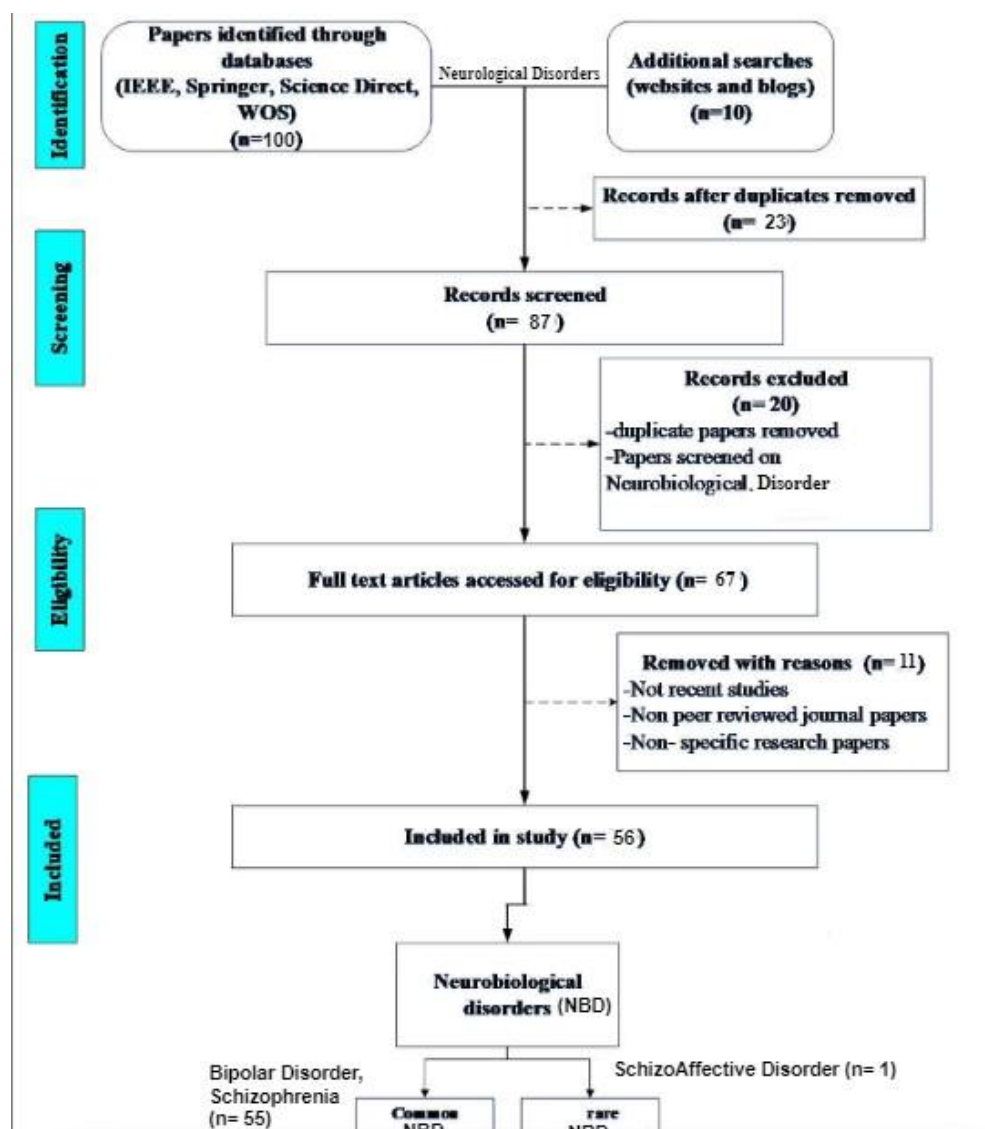 Identification
Papers identified through
databases
(IEEE, Springer, Science Direct,
WOS)
(n=100)
Neurological Disorders
Additional searches
(websites and blogs)
(n=10)
Records after duplicates removed
(n= 23)
Screening
Records screened
(n= 87)
Records excluded
(n= 20)
-duplicate papers removed
-Papers screened on
Neurobiological, Disorder
Eligibility
Full text articles accessed for eligibility (n= 67)
Removed with reasons (n= 11)
-Not recent studies
-Non peer reviewed journal papers
-Non- specific research papers
Included
Included in study (n= 56)
Neurobiological
disorders (NBD)
Bipolar Disorder,
Schizophrenia
(n= 55)
SchizoAffective Disorder (n= 1)
Common
NBD
rare
NBD